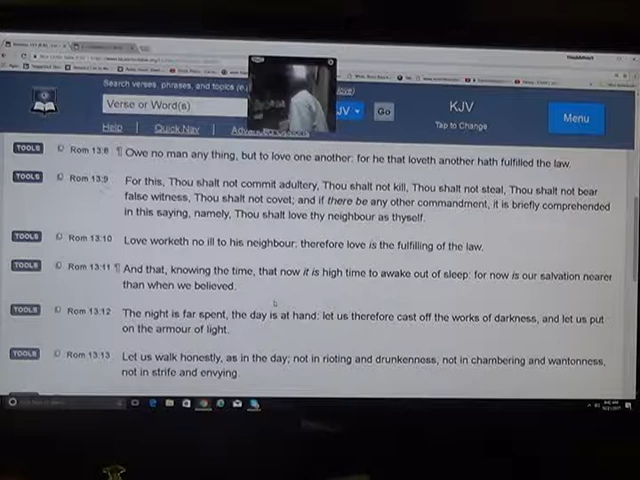 Search verses, phrases, and topics
Verse or Word(s)
Go
KJV
Tap to Change
Menu
Help Quick Nav
TOOLS Rom 13:8 ¶ Owe no man any thing, but to love one another: for he that loveth another hath fulfilled the law.
TOOLS Rom 13:9 For this, Thou shalt not commit adultery, Thou shalt not kill, Thou shalt not steal, Thou shalt not bear
false witness, Thou shalt not covet; and if there be any other commandment, it is briefly comprehended
in this saying, namely, Thou shalt love thy neighbour as thyself.
TOOLS Rom 13:10 Love worketh no ill to his neighbour: therefore love is the fulfilling of the law.
TOOLS Rom 13:11 ¶ And that, knowing the time, that now it is high time to awake out of sleep: for now is our salvation nearer
than when we believed.
TOOLS Rom 13:12 The night is far spent, the day is at hand: let us therefore cast off the works of darkness, and let us put
on the armour of light.
TOOLS Rom 13:13 Let us walk honestly, as in the day; not in rioting and drunkenness, not in chambering and wantonness,
not in strife and envying.